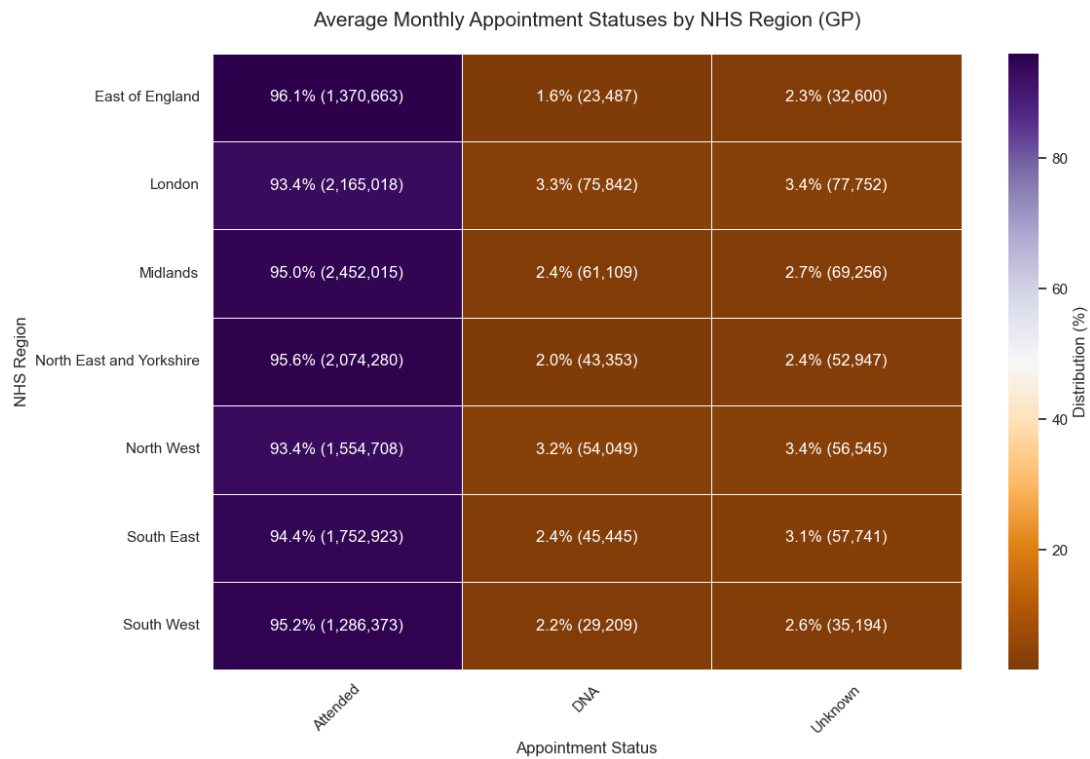 Average Monthly Appointment Statuses by NHS Region (GP)
NHS Region
East of England 96.1% (1,370,663) 1.6% (23,487) 2.3% (32,600)
London 93.4% (2,165,018) 3.3% (75,842) 3.4% (77,752)
Midlands 95.0% (2,452,015) 2.4% (61,109) 2.7% (69,256)
North East and Yorkshire 95.6% (2,074,280) 2.0% (43,353) 2.4% (52,947)
North West 93.4% (1,554,708) 3.2% (54,049) 3.4% (56,545)
South East 94.4% (1,752,923) 2.4% (45,445) 3.1% (57,741)
South West 95.2% (1,286,373) 2.2% (29,209) 2.6% (35,194)
Attended DNA Unknown
Appointment Status
80
60
40
20
Distribution (%)